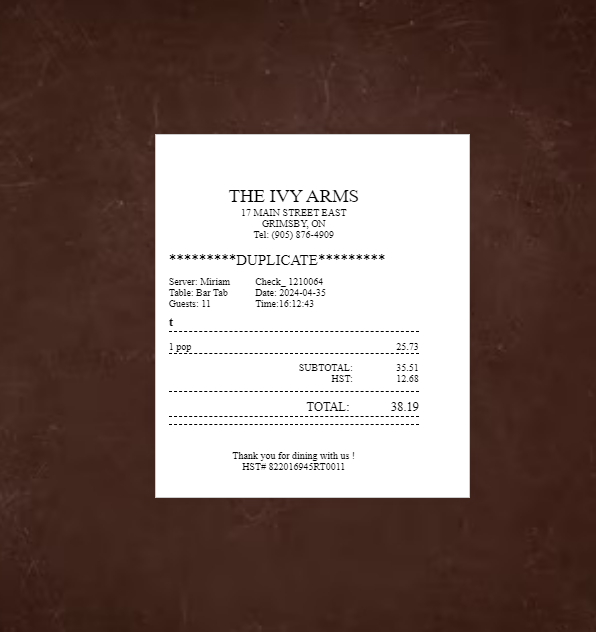 THE IVY ARMS
17 MAIN STREET EAST
GRIMSBY, ON
Tel: (905) 876-4909
*********DUPLICATE*********
Server: Miriam Check_ 1210064
Table: Bar Tab Date: 2024-04-35
Guests: 11 Time:16:12:43
t
1 pop 25.73
SUBTOTAL: 35.51
HST: 12.68
TOTAL: 38.19
Thank you for dining with us !
HST# 822016945RT0011